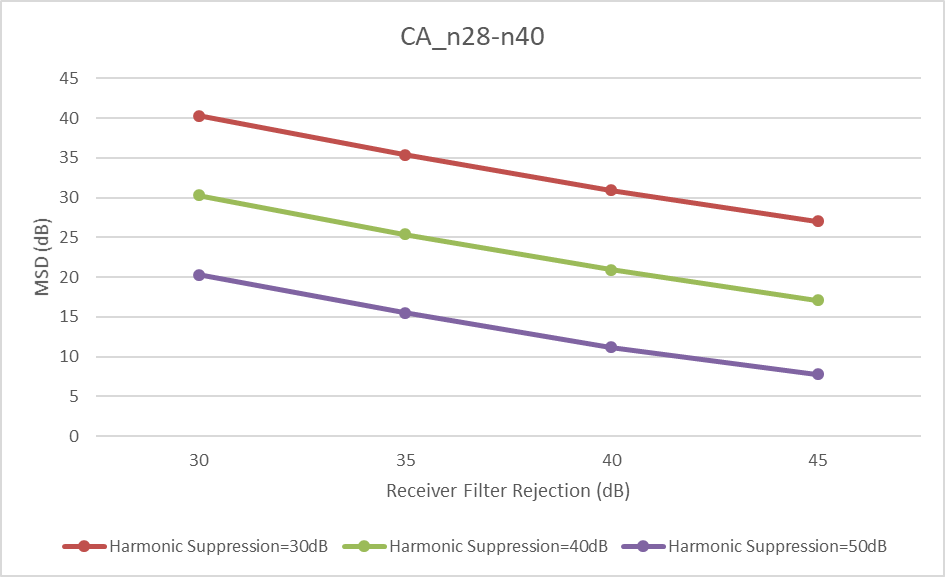 CA_n28-n40
45
40
35
30
25
20
15
10
5
0
MSD (dB)
30 35 40 45
Receiver Filter Rejection (dB)
Harmonic Suppression=30dB Harmonic Suppression=40dB Harmonic Suppression=50dB